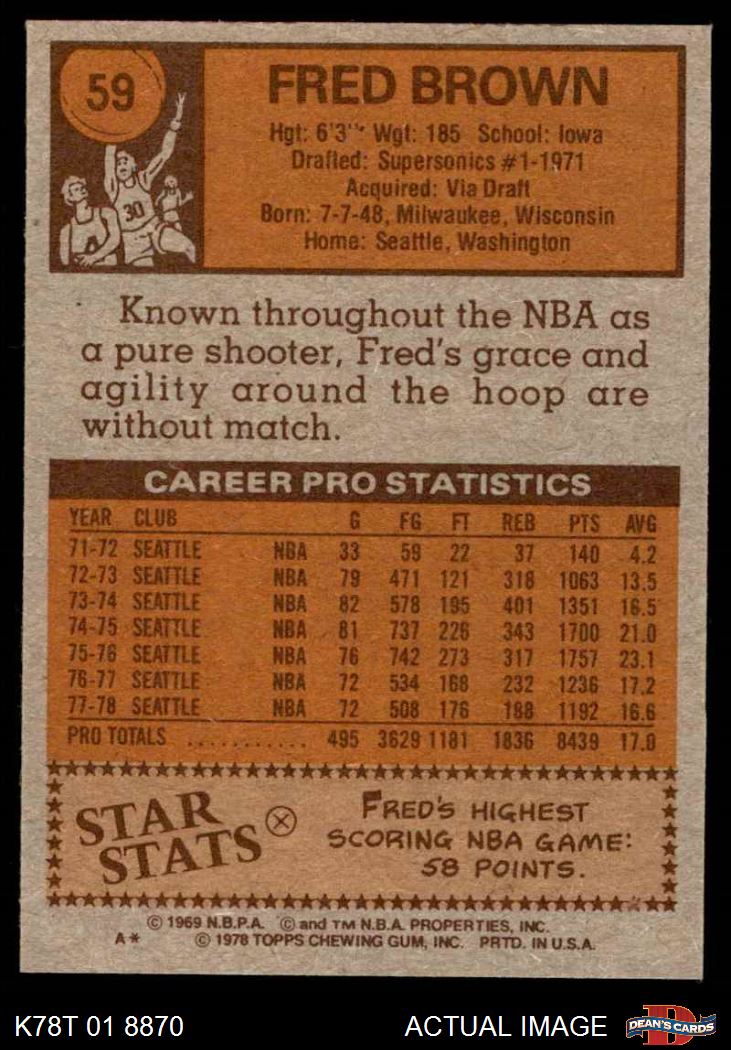 59
FRED BROWN
Hgt: 6'3" Wgt: 185 School: Iowa
Drafted: Supersonics #1-1971
Acquired: Via Draft
Born: 7-7-48, Milwaukee, Wisconsin
Home: Seattle, Washington
30
Known throughout the NBA as
a pure shooter, Fred's grace and
agility around the hoop are
without match.
CAREER PRO STATISTICS
YEAR CLUB G FG FT REB PTS AVG
71-72 SEATTLE NBA 33 59 22 37 140 4.2
72-73 SEATTLE NBA 79 471 121 318 1063 13.5
73-74 SEATTLE NBA 82 578 195 401 1351 16.5
74-75 SEATTLE NBA 81 737 226 343 1700 21.0
75-76 SEATTLE NBA 76 742 273 317 1757 23.1
76-77 SEATTLE NBA 72 534 168 232 1236 17.2
77-78 SEATTLE NBA 72 508 176 188 1192 16.6
PRO TOTALS ........... 495 3629 1181 1836 8439 17.0
STAR
STATS
FRED'S HIGHEST
SCORING NBA GAME:
58 POINTS.
© 1969 N.B.P.A. © and TM N.B.A. PROPERTIES, INC.
A* © 1978 TOPPS CHEWING GUM, INC. PRTD. IN U.S.A.
K78T 01 8870 ACTUAL IMAGE
D
DEAN'S CARDS